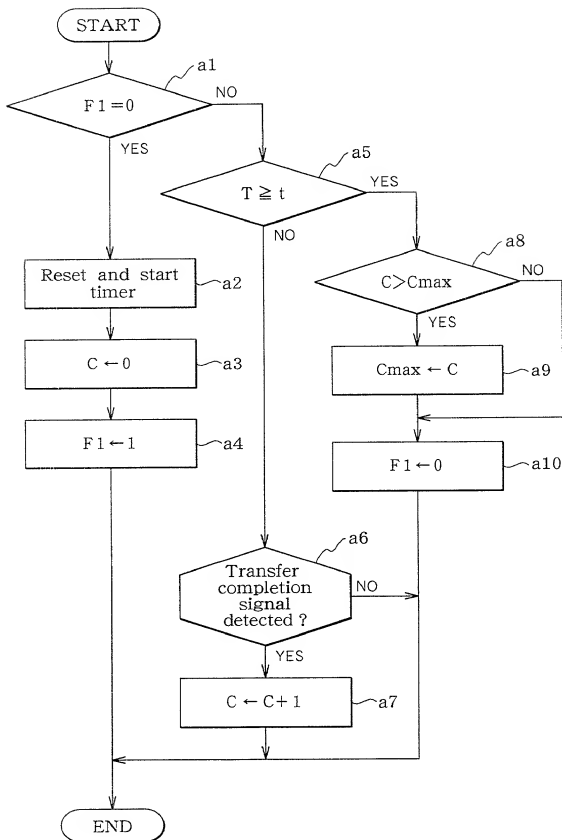 START
a1
F1=0
NO
YES
a5
T ≧ t
YES
NO
a8
C>Cmax
NO
YES
Reset and start
timer
a2
Cmax ← C
a9
C ← 0
a3
F1 ← 1
a4
F1 ← 0
a10
a6
Transfer
completion
signal
detected ?
NO
YES
C ← C+1
a7
END